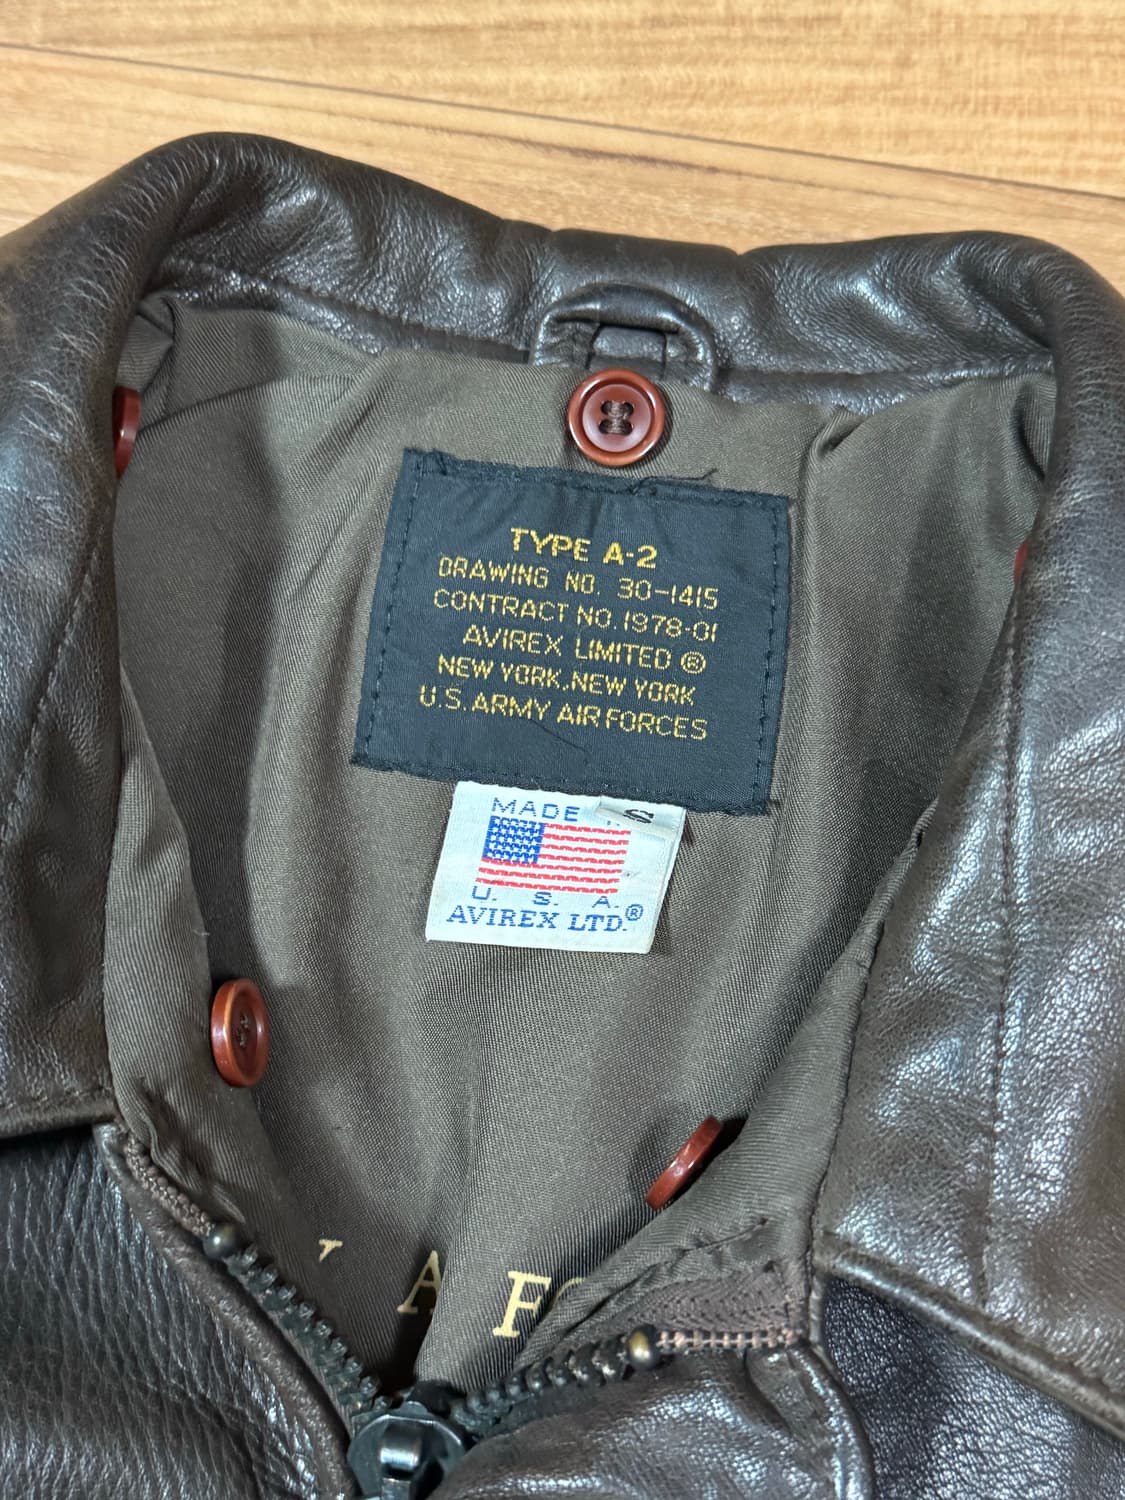 TYPE A-2
DRAWING NO. 30-1415
CONTRACT NO. 1978-01
AVIREX LIMITED ®
NEW YORK, NEW YORK
U.S. ARMY AIR FORCES
MADE
S
U. S. A.
AVIREX LTD.®
A FO